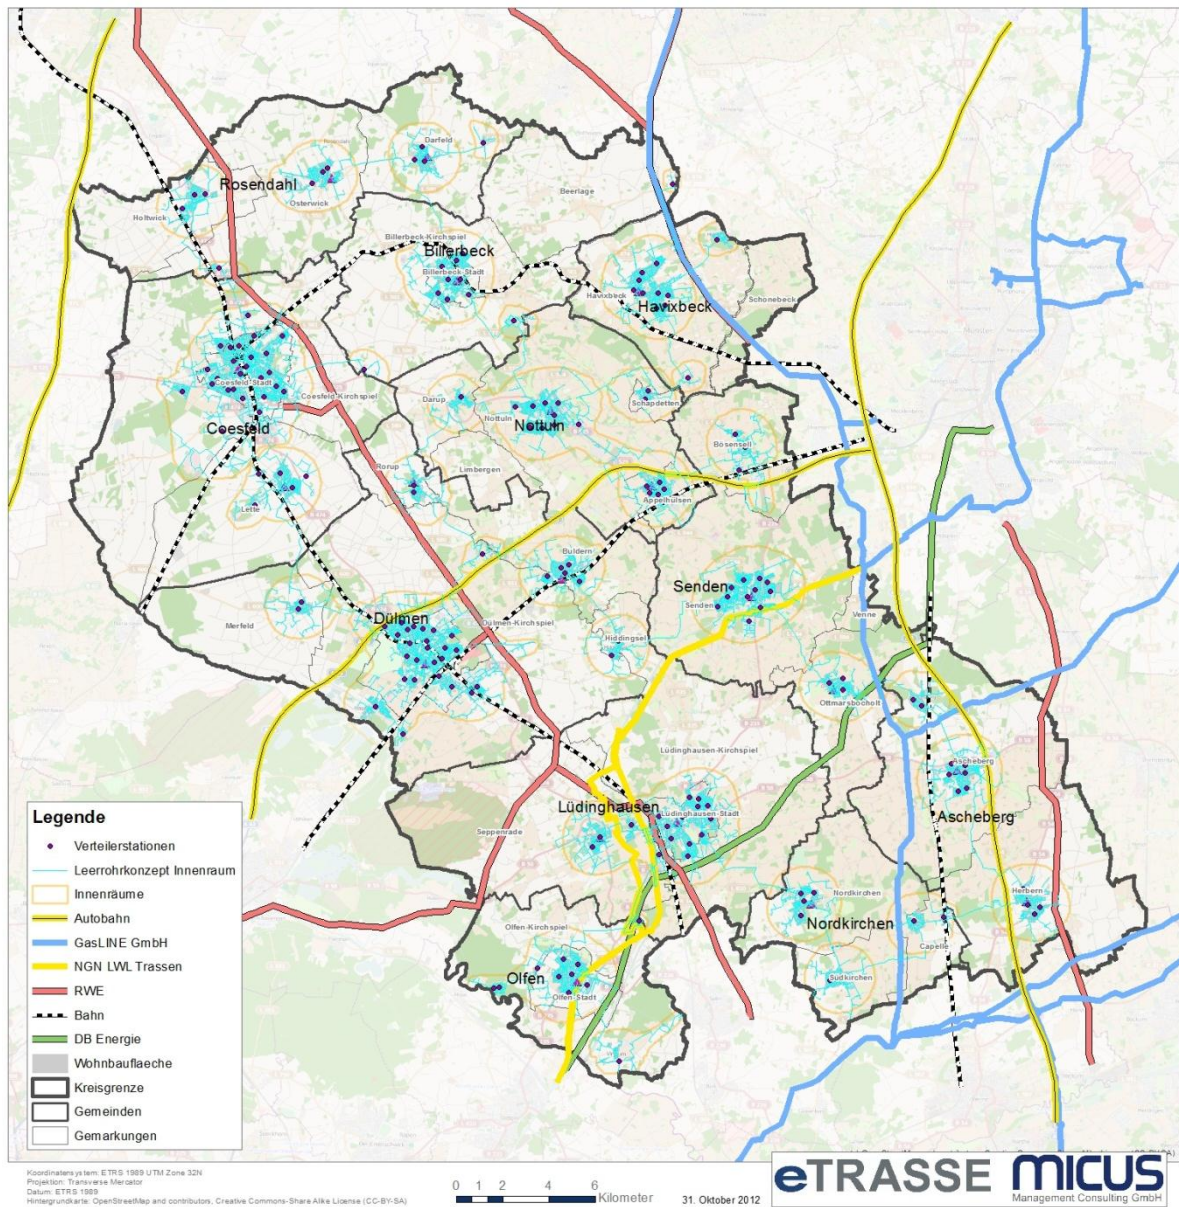 Darfeld
Rosendahl
Osterwick
Holtwick
Beerlage
Billerbeck-Kirchspiel
Billerbeck
Billerbeck-Stadt
Havixbeck
Havixbeck
Schonebeck
Coesfeld-Stadt
Coesfeld-Kirchspiel
Coesfeld
Darup
Nottuln
Nottuln
Schapdetten
Bösensell
Limbergen
Rorup
Lette
Appelhülsen
Buldern
Senden
Senden
Venne
Merfeld
Dülmen
Dülmen-Kirchspiel
Hiddingsel
Ottmarsbocholt
Lüdinghausen-Kirchspiel
Ascheberg
Lüdinghausen
Lüdinghausen-Stadt
Ascheberg
Seppenrade
Nordkirchen
Nordkirchen
Herbern
Capelle
Südkirchen
Olfen-Kirchspiel
Olfen
Olfen-Stadt
Legende
Verteilerstationen
Leerrohrkonzept Innenraum
Innenräume
Autobahn
GasLINE GmbH
NGN LWL Trassen
RWE
Bahn
DB Energie
Wohnbauflaeche
Kreisgrenze
Gemeinden
Gemarkungen
Koordinatensystem: ETRS 1989 UTM Zone 32N
Projektion: Transverse Mercator
Datum: ETRS 1989
Hintergrundkarte: OpenStreetMap and contributors, Creative Commons-Share Alike License (CC-BY-SA)
0 1 2 4 6
Kilometer
31. Oktober 2012
eTRASSE
MICUS
Management Consulting GmbH